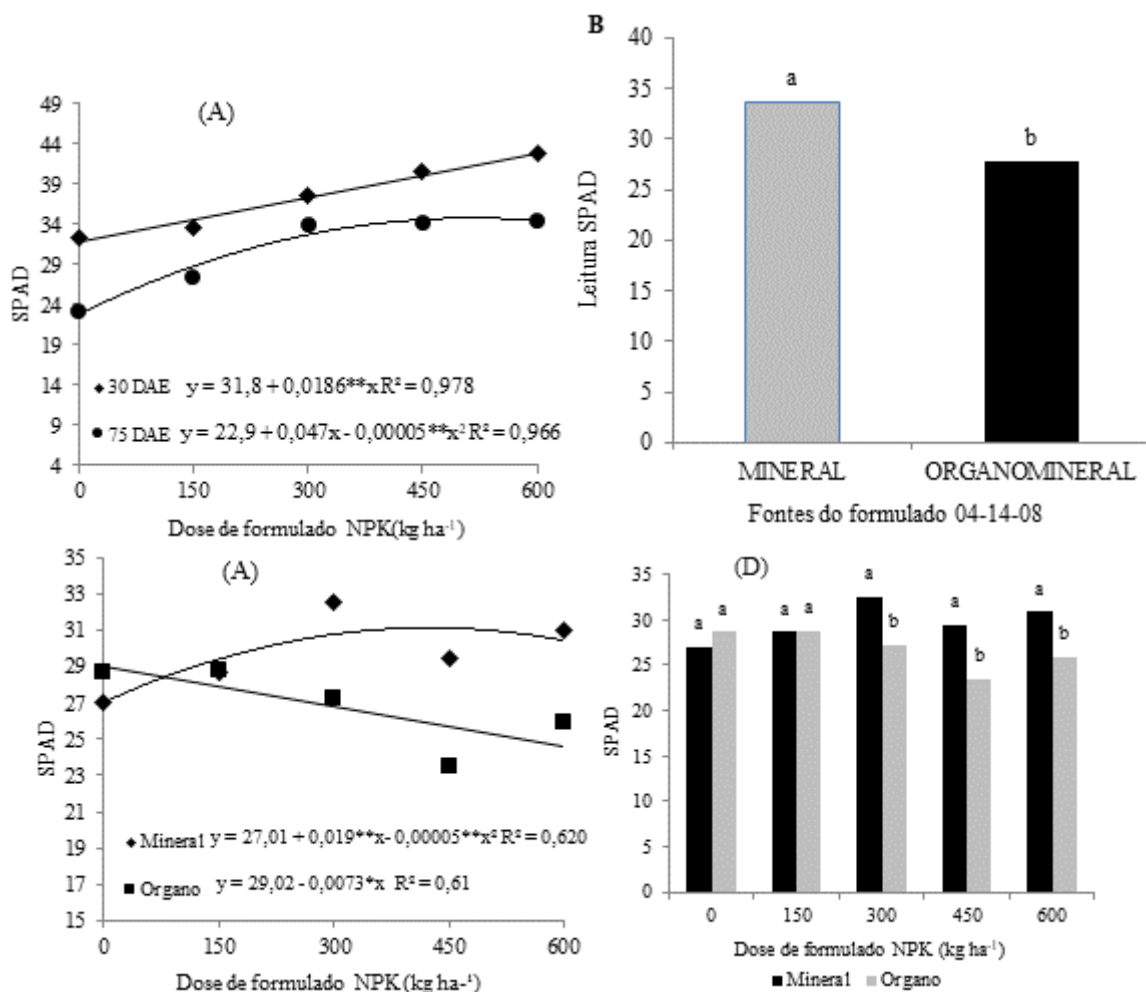 (A)
49
44
39
34
29
24
19
14
9
4
SPAD
30 DAE y = 31,8 + 0,0186**x R² = 0,978
75 DAE y = 22,9 + 0,047x - 0,00005**x² R² = 0,966
0 150 300 450 600
Dose de formulado NPK(kg ha⁻¹)
B
40
35
30
25
20
15
10
5
0
Leitura SPAD
a
b
MINERAL ORGANOMINERAL
Fontes do formulado 04-14-08
(A)
35
33
31
29
27
25
23
21
19
17
15
SPAD
Mineral y = 27,01 + 0,019**x- 0,00005**x² R² = 0,620
Organo y = 29,02 - 0,0073*x R² = 0,61
0 150 300 450 600
Dose de formulado NPK(kg ha-¹)
(D)
35
30
25
20
15
10
5
0
SPAD
a a a a a b a b a b
0 150 300 450 600
Dose de formulado NPK (kg ha⁻¹)
Mineral Organo